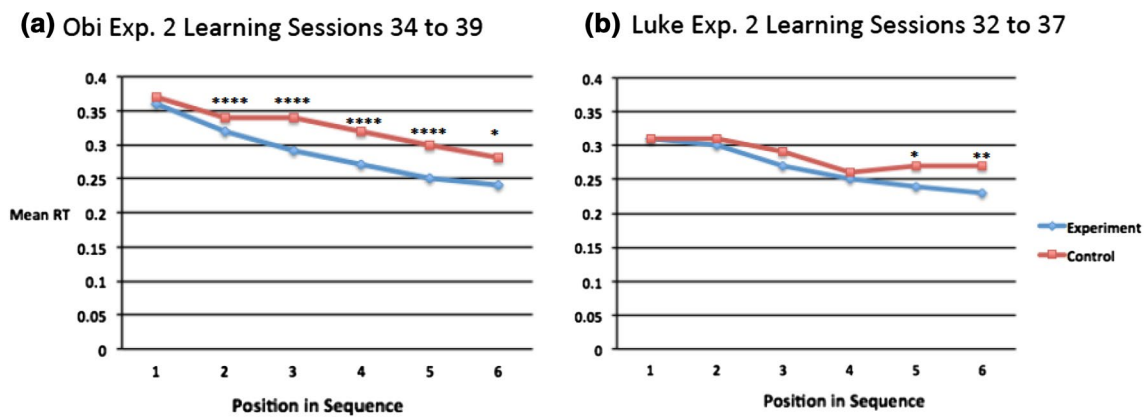 (a) Obi Exp. 2 Learning Sessions 34 to 39
0.4
0.35
0.3
0.25
Mean RT 0.2
0.15
0.1
0.05
0
**** **** **** **** *
1 2 3 4 5 6
Position in Sequence
(b) Luke Exp. 2 Learning Sessions 32 to 37
0.4
0.35
0.3
0.25
0.2
0.15
0.1
0.05
0
* **
1 2 3 4 5 6
Position in Sequence
Experiment
Control